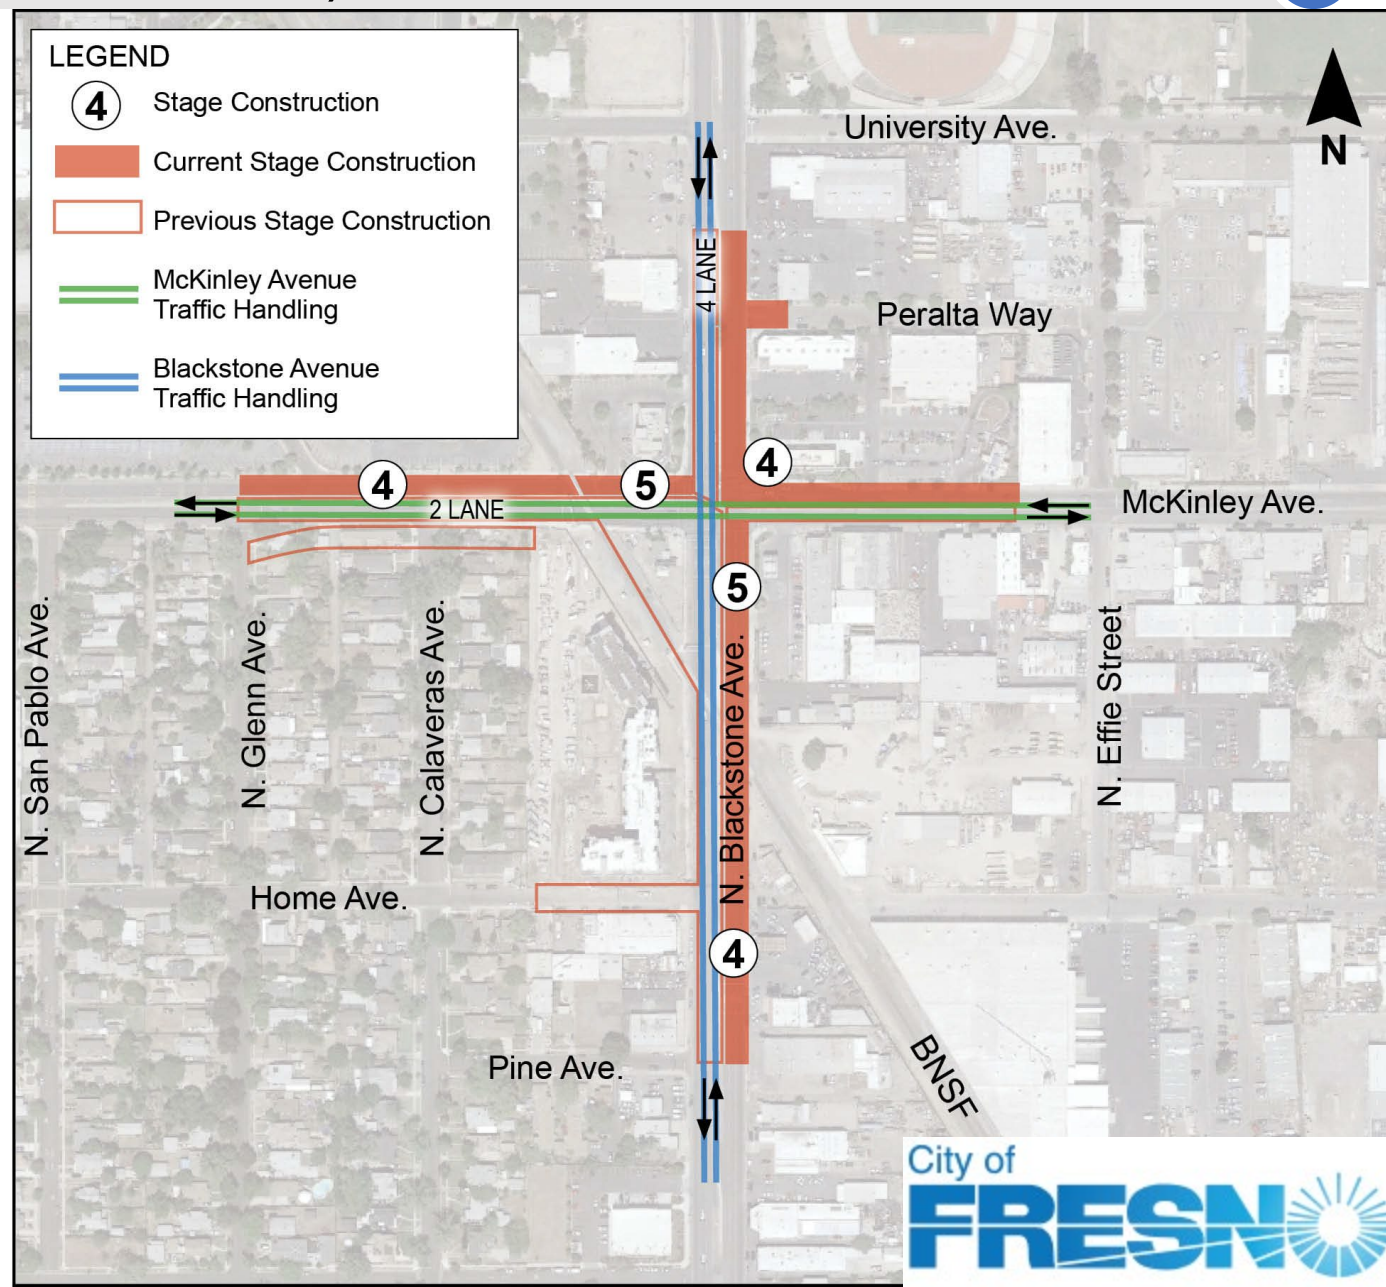 LEGEND
4 Stage Construction
Current Stage Construction
Previous Stage Construction
McKinley Avenue
Traffic Handling
Blackstone Avenue
Traffic Handling
University Ave.
N
4 LANE
Peralta Way
4
4
5
2 LANE
McKinley Ave.
5
N. San Pablo Ave.
N. Glenn Ave.
N. Calaveras Ave.
N. Blackstone Ave.
N. Effie Street
Home Ave.
4
Pine Ave.
BNSF
City of
FRESNO